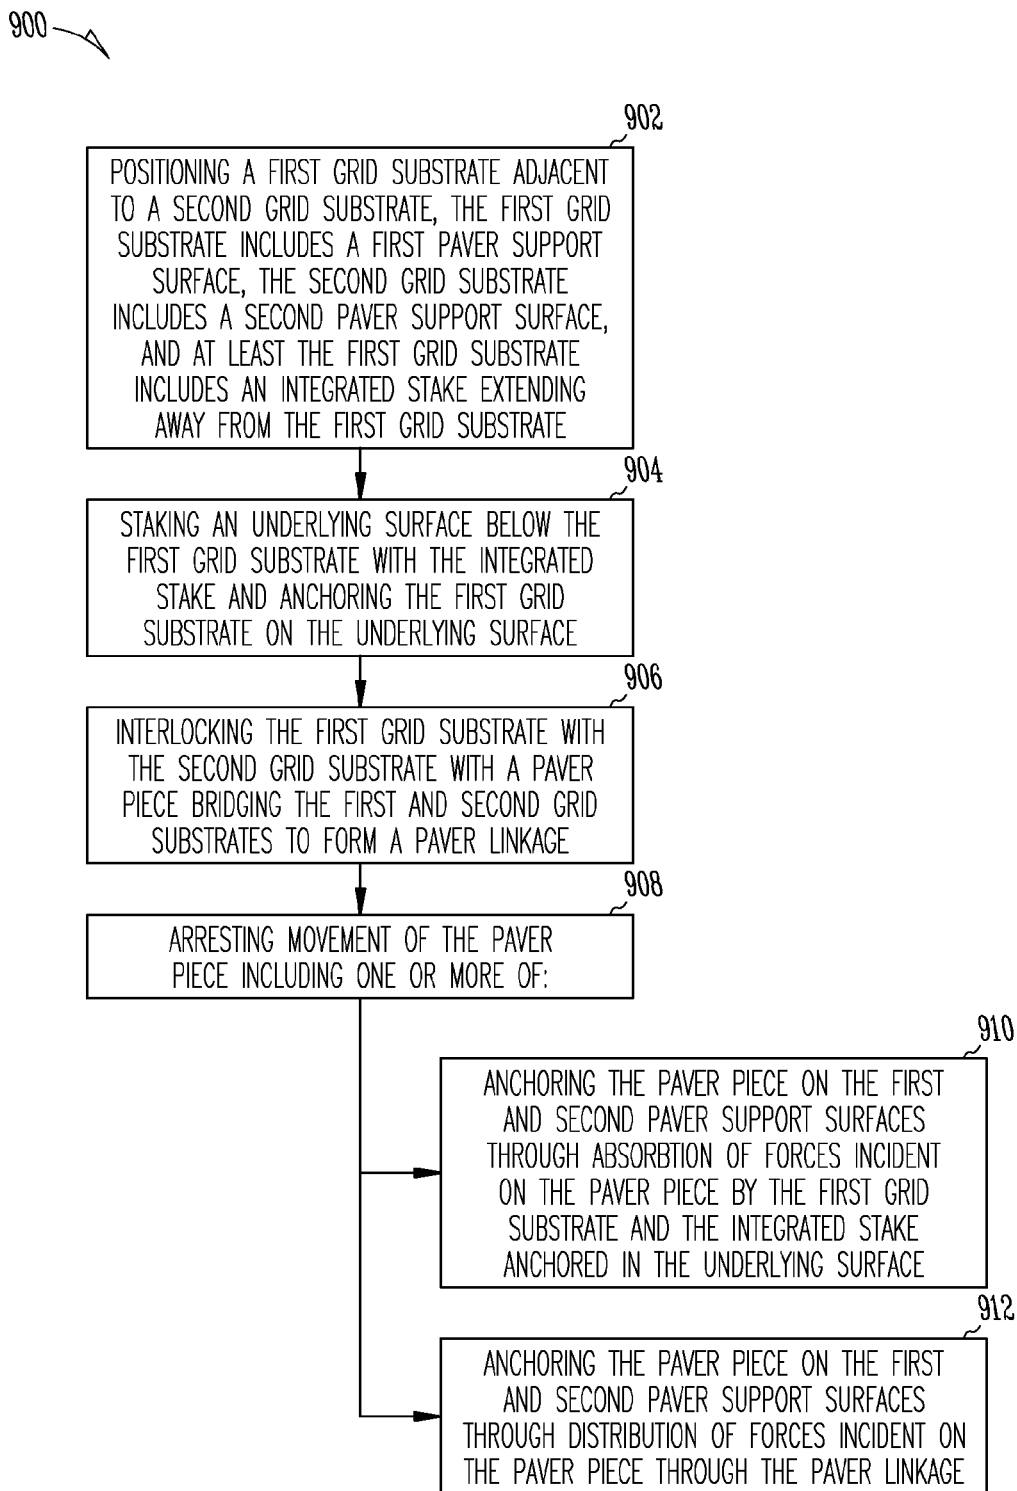 900
902
POSITIONING A FIRST GRID SUBSTRATE ADJACENT
TO A SECOND GRID SUBSTRATE, THE FIRST GRID
SUBSTRATE INCLUDES A FIRST PAVER SUPPORT
SURFACE, THE SECOND GRID SUBSTRATE
INCLUDES A SECOND PAVER SUPPORT SURFACE,
AND AT LEAST THE FIRST GRID SUBSTRATE
INCLUDES AN INTEGRATED STAKE EXTENDING
AWAY FROM THE FIRST GRID SUBSTRATE
904
STAKING AN UNDERLYING SURFACE BELOW THE
FIRST GRID SUBSTRATE WITH THE INTEGRATED
STAKE AND ANCHORING THE FIRST GRID
SUBSTRATE ON THE UNDERLYING SURFACE
906
INTERLOCKING THE FIRST GRID SUBSTRATE WITH
THE SECOND GRID SUBSTRATE WITH A PAVER
PIECE BRIDGING THE FIRST AND SECOND GRID
SUBSTRATES TO FORM A PAVER LINKAGE
908
ARRESTING MOVEMENT OF THE PAVER
PIECE INCLUDING ONE OR MORE OF:
910
ANCHORING THE PAVER PIECE ON THE FIRST
AND SECOND PAVER SUPPORT SURFACES
THROUGH ABSORBTION OF FORCES INCIDENT
ON THE PAVER PIECE BY THE FIRST GRID
SUBSTRATE AND THE INTEGRATED STAKE
ANCHORED IN THE UNDERLYING SURFACE
912
ANCHORING THE PAVER PIECE ON THE FIRST
AND SECOND PAVER SUPPORT SURFACES
THROUGH DISTRIBUTION OF FORCES INCIDENT ON
THE PAVER PIECE THROUGH THE PAVER LINKAGE